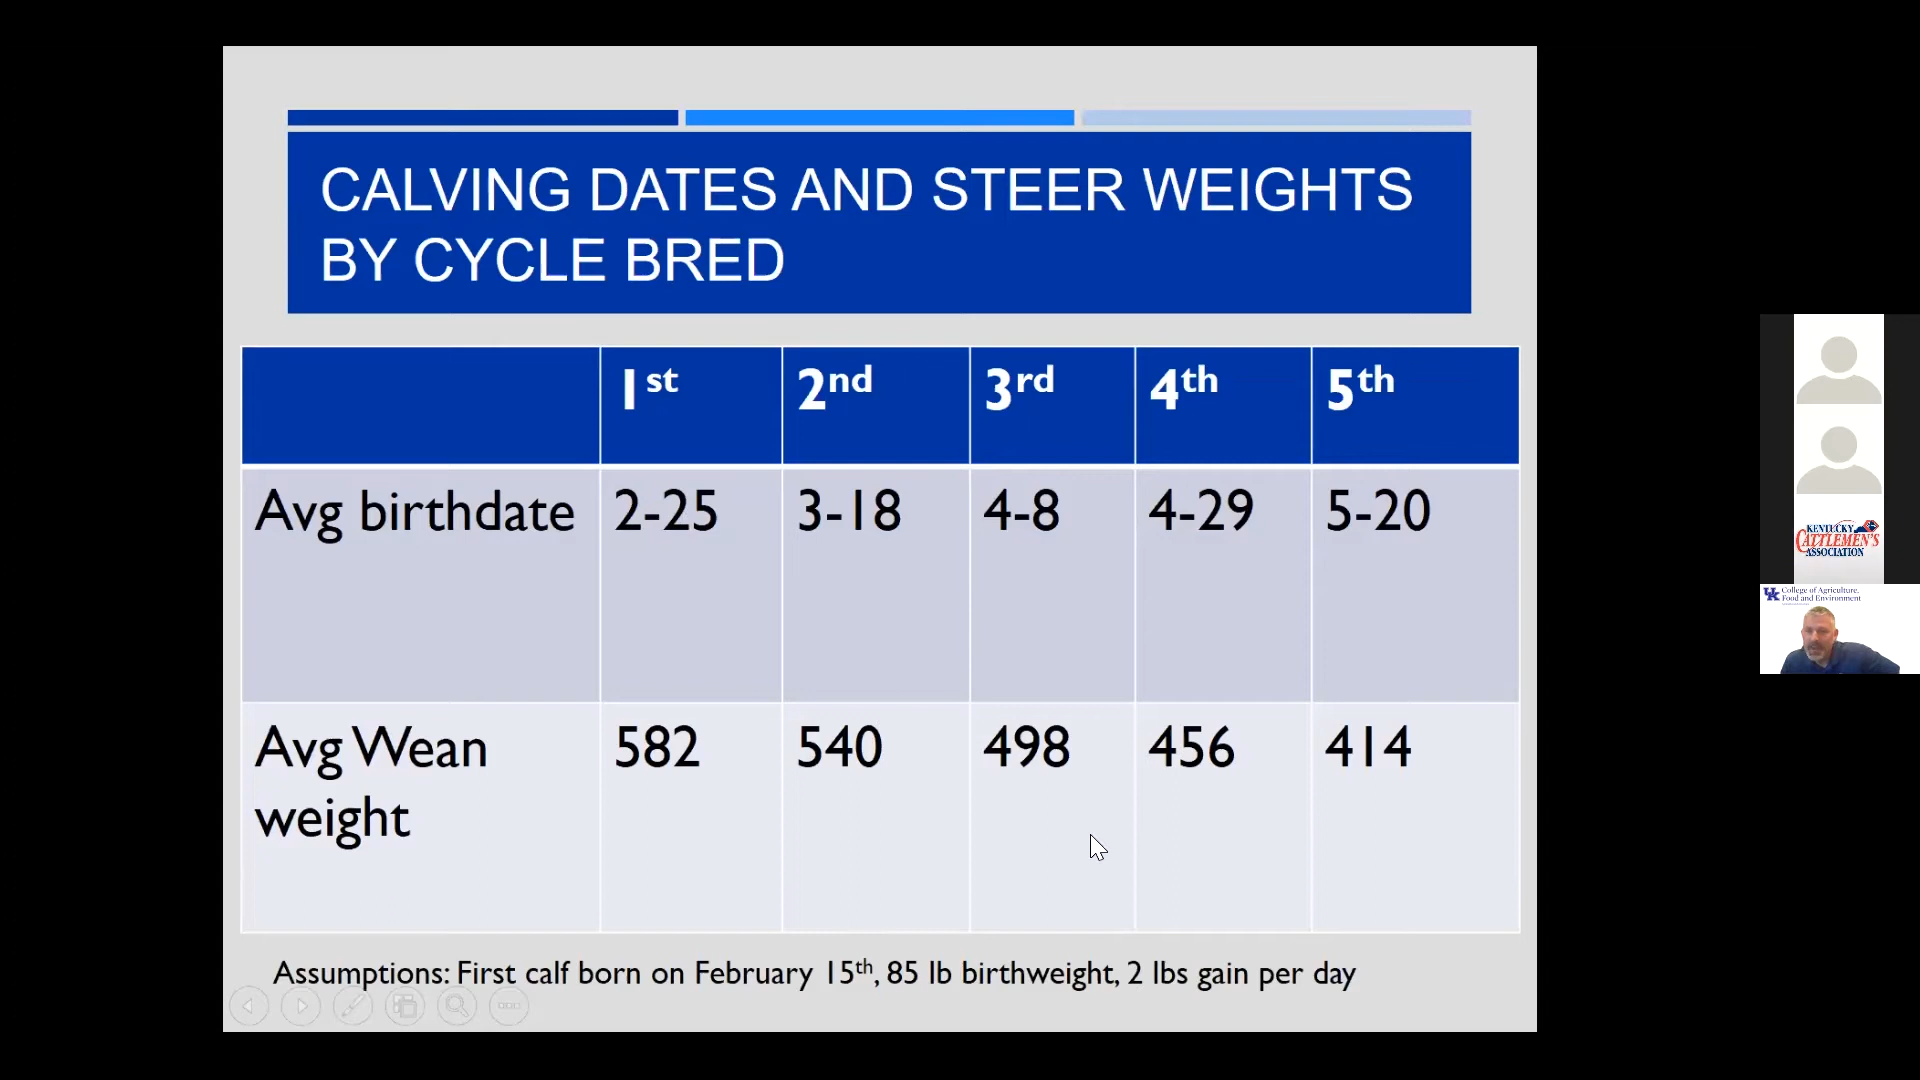 CALVING DATES AND STEER WEIGHTS
BY CYCLE BRED
1st 2nd 3rd 4th 5th
Avg birthdate 2-25 3-18 4-8 4-29 5-20
Avg Wean 582 540 498 456 414
weight
Assumptions: First calf born on February 15th, 85 lb birthweight, 2 lbs gain per day
KENTUCKY
CATTLEMEN'S
ASSOCIATION
UK College of Agriculture,
Food and Environment